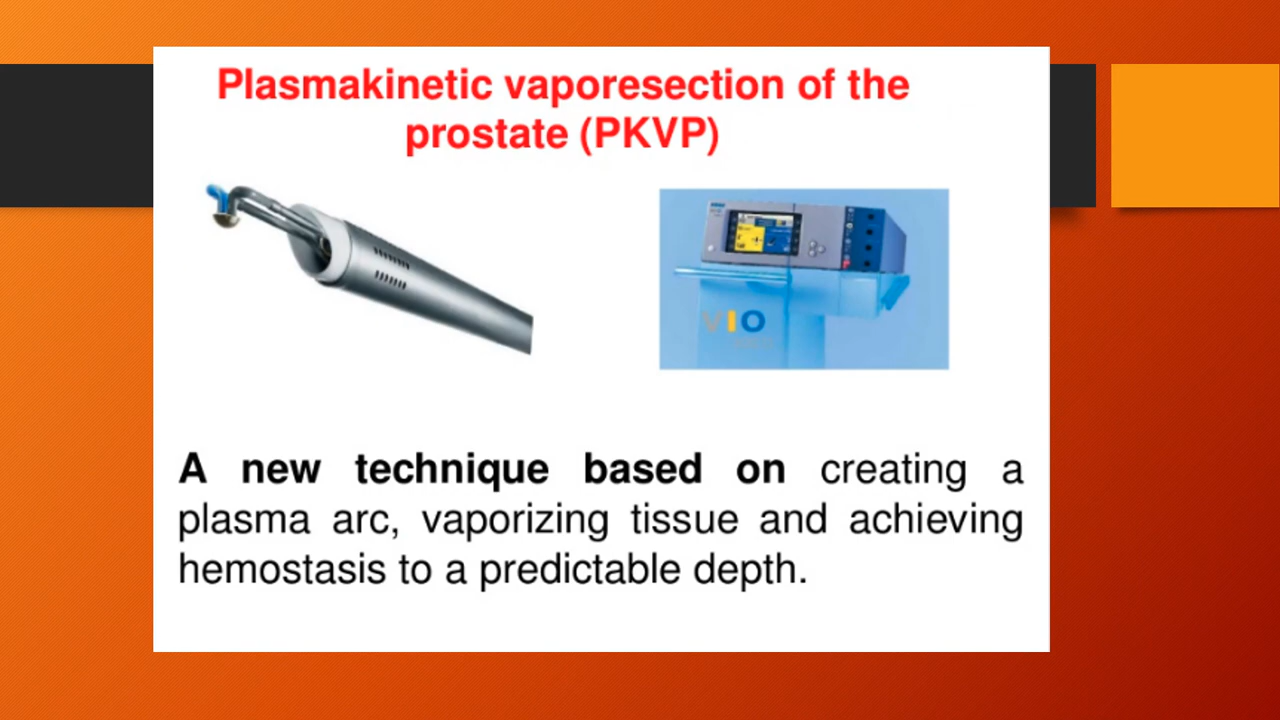 Plasmakinetic vaporesection of the
prostate (PKVP)
VIO
A new technique based on creating a
plasma arc, vaporizing tissue and achieving
hemostasis to a predictable depth.